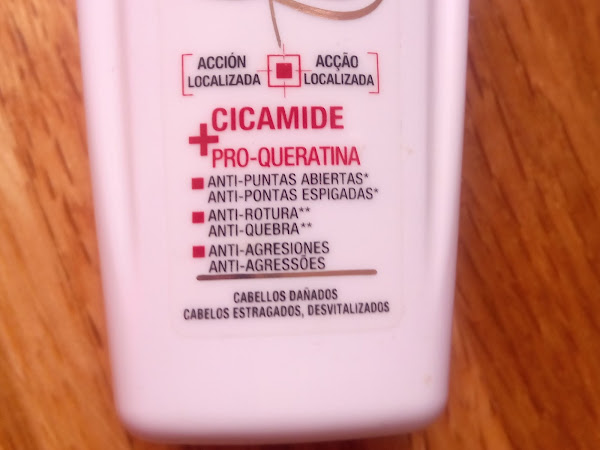 ACCIÓN LOCALIZADA
ACÇÃO LOCALIZADA
CICAMIDE
+
PRO-QUERATINA
ANTI-PUNTAS ABIERTAS*
ANTI-PONTAS ESPIGADAS*
ANTI-ROTURA**
ANTI-QUEBRA**
ANTI-AGRESIONES
ANTI-AGRESSÕES
CABELLOS DAÑADOS
CABELOS ESTRAGADOS, DESVITALIZADOS